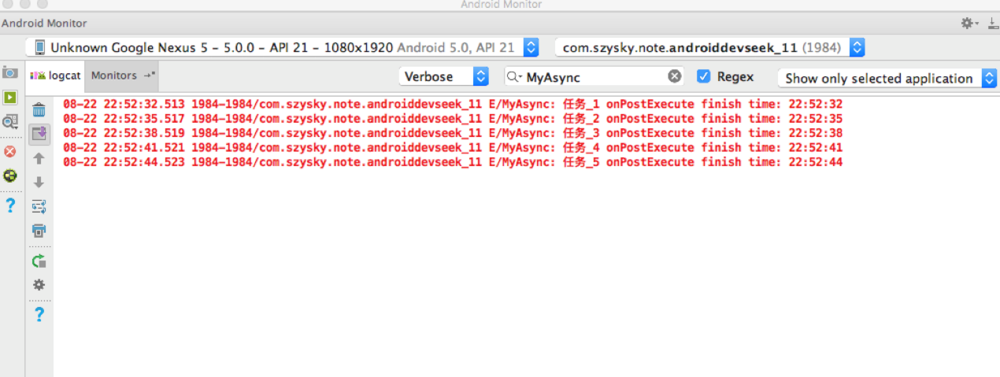 Android Monitor
Android Monitor
Unknown Google Nexus 5 – 5.0.0 – API 21 – 1080x1920 Android 5.0, API 21 com.szysky.note.androiddevseek_11 (1984)
logcat Monitors →" Verbose MyAsync Regex Show only selected application
08-22 22:52:32.513 1984-1984/com.szysky.note.androiddevseek_11 E/MyAsync: 任务_1 onPostExecute finish time: 22:52:32
08-22 22:52:35.517 1984-1984/com.szysky.note.androiddevseek_11 E/MyAsync: 任务_2 onPostExecute finish time: 22:52:35
08-22 22:52:38.519 1984-1984/com.szysky.note.androiddevseek_11 E/MyAsync: 任务_3 onPostExecute finish time: 22:52:38
08-22 22:52:41.521 1984-1984/com.szysky.note.androiddevseek_11 E/MyAsync: 任务_4 onPostExecute finish time: 22:52:41
08-22 22:52:44.523 1984-1984/com.szysky.note.androiddevseek_11 E/MyAsync: 任务_5 onPostExecute finish time: 22:52:44